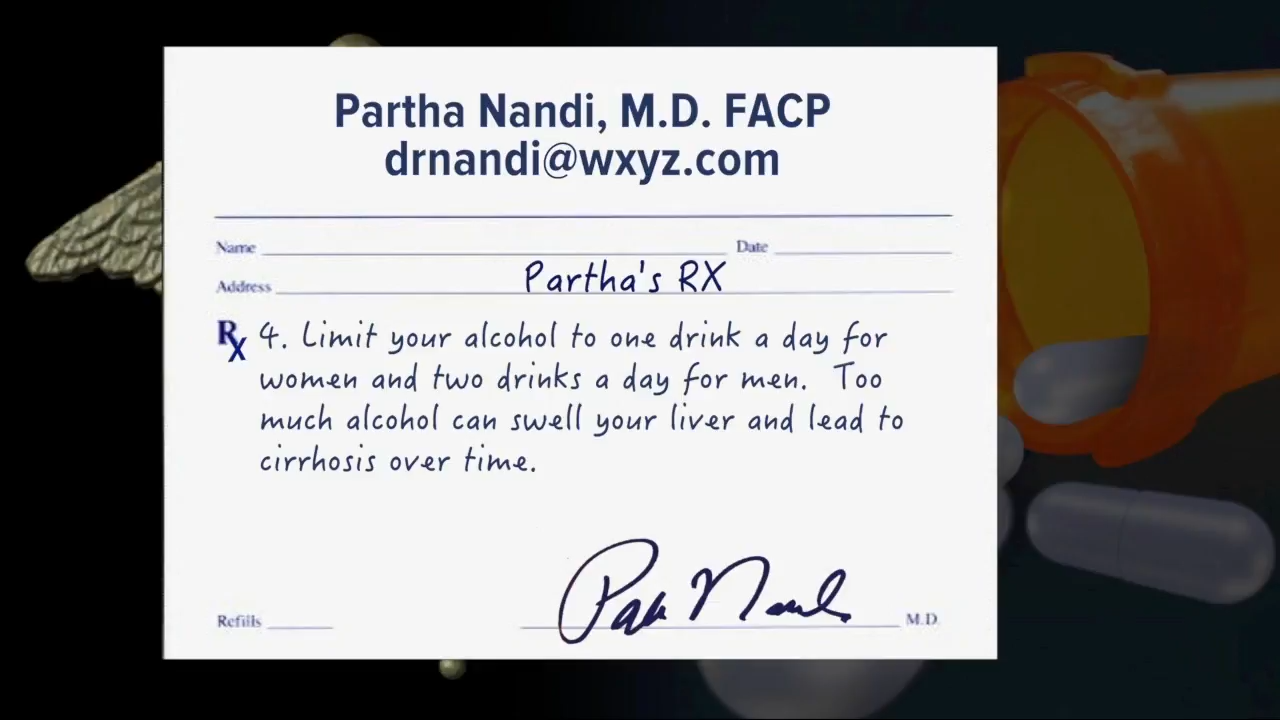 Partha Nandi, M.D. FACP
drnandi@wxyz.com
Name Date
Partha's RX
Address
Rx 4. Limit your alcohol to one drink a day for
women and two drinks a day for men. Too
much alcohol can swell your liver and lead to
cirrhosis over time.
Refills M.D.